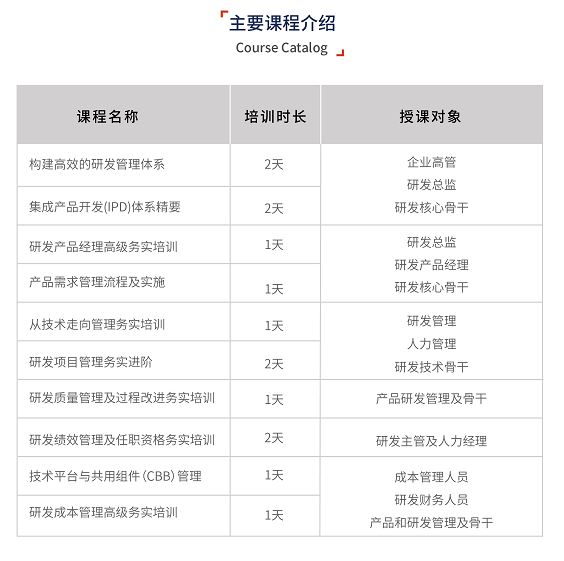 主要课程介绍
Course Catalog
课程名称 培训时长 授课对象
构建高效的研发管理体系 2天 企业高管
研发总监
集成产品开发(IPD)体系精要 2天 研发核心骨干
研发产品经理高级务实培训 1天 研发总监
研发产品经理
产品需求管理流程及实施 1天 研发核心骨干
从技术走向管理务实培训 1天 研发管理
人力管理
研发项目管理务实进阶 2天 研发技术骨干
研发质量管理及过程改进务实培训 1天 产品研发管理及骨干
研发绩效管理及任职资格务实培训 2天 研发主管及人力经理
技术平台与共用组件（CBB）管理 1天 成本管理人员
研发财务人员
研发成本管理高级务实培训 1天 产品和研发管理及骨干